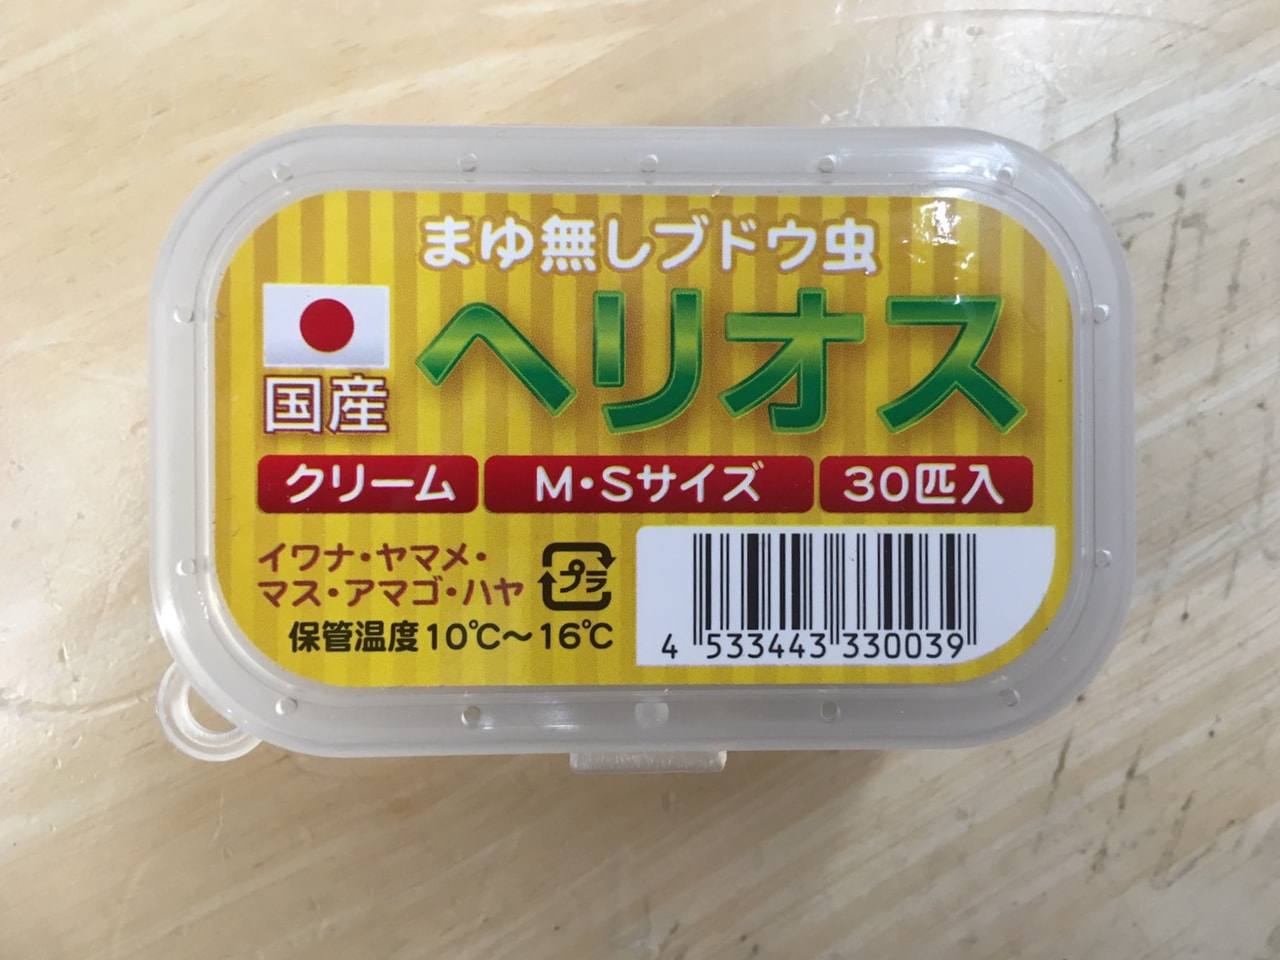 まゆ無しブドウ虫
ヘリオス
国産
クリーム M・Sサイズ 30匹入
イワナ・ヤマメ・
マス・アマゴ・ハヤ
プラ
保管温度10℃〜16℃
4 533443 330039